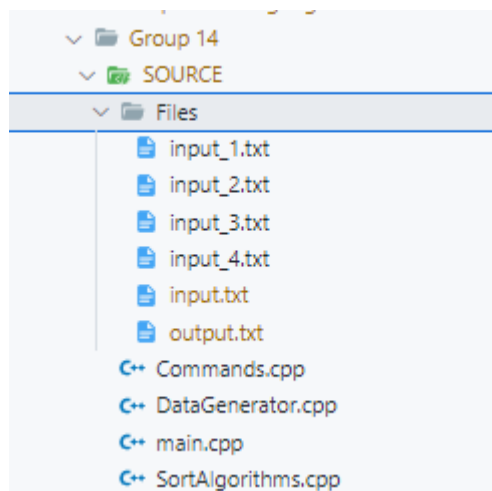 Group 14
SOURCE
Files
input_1.txt
input_2.txt
input_3.txt
input_4.txt
input.txt
output.txt
C++ Commands.cpp
C++ DataGenerator.cpp
C++ main.cpp
C++ SortAlgorithms.cpp